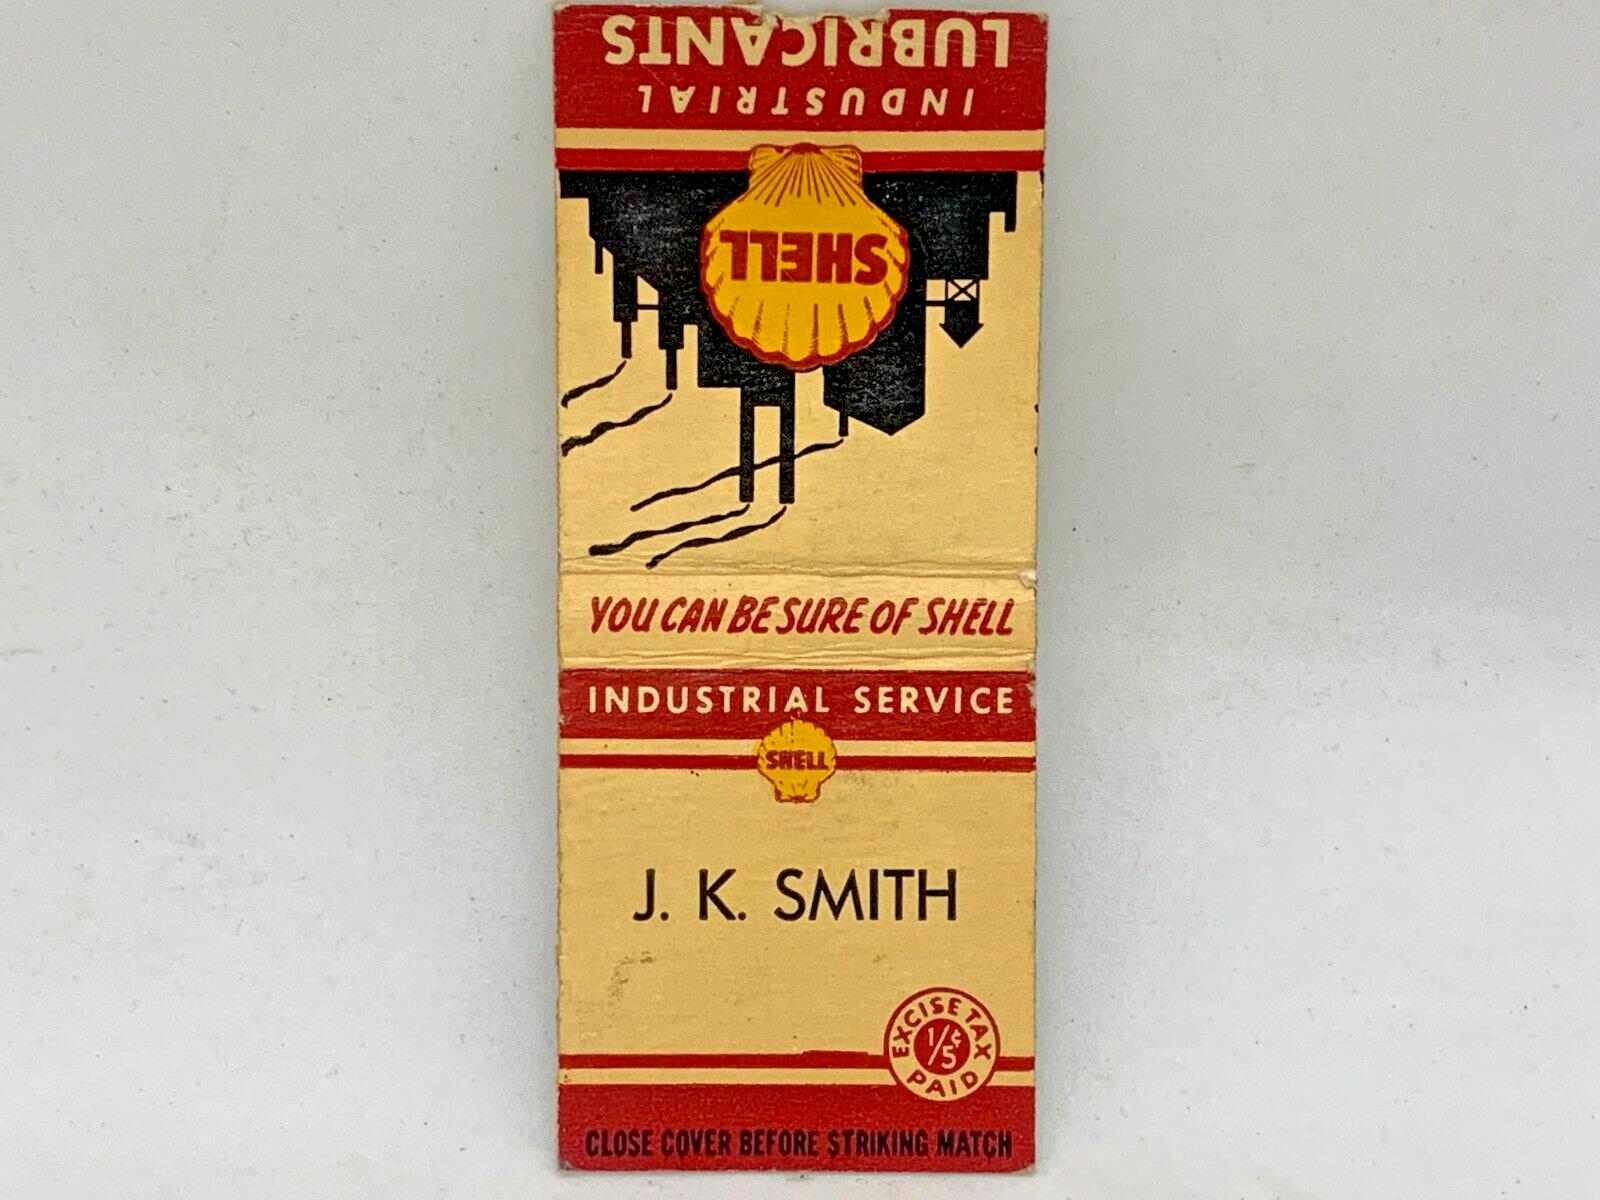 INDUSTRIAL
LUBRICANTS
SHELL
YOU CAN BE SURE OF SHELL
INDUSTRIAL SERVICE
SHELL
J. K. SMITH
EXCISE TAX
1/5¢
PAID
CLOSE COVER BEFORE STRIKING MATCH